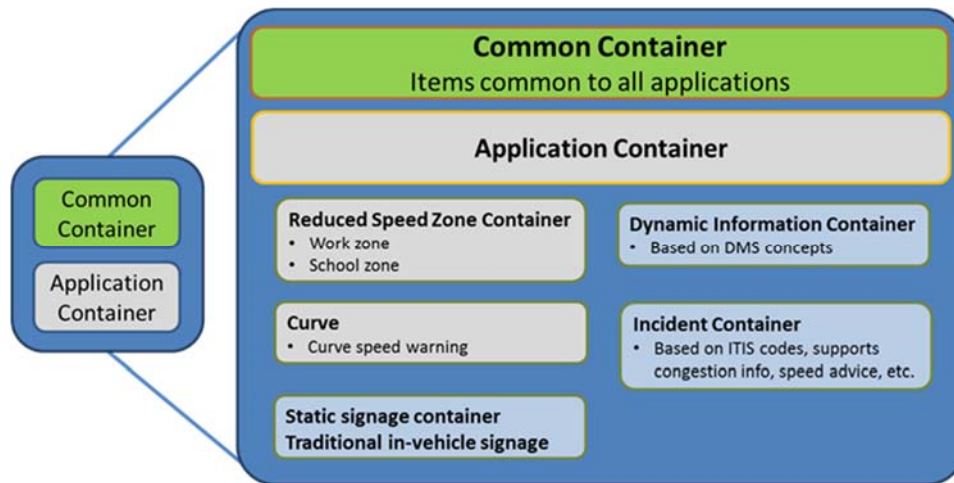 Common Container
Items common to all applications
Application Container
Common
Container
Application
Container
Reduced Speed Zone Container
• Work zone
• School zone
Dynamic Information Container
• Based on DMS concepts
Curve
• Curve speed warning
Incident Container
• Based on ITIS codes, supports
congestion info, speed advice, etc.
Static signage container
Traditional in-vehicle signage